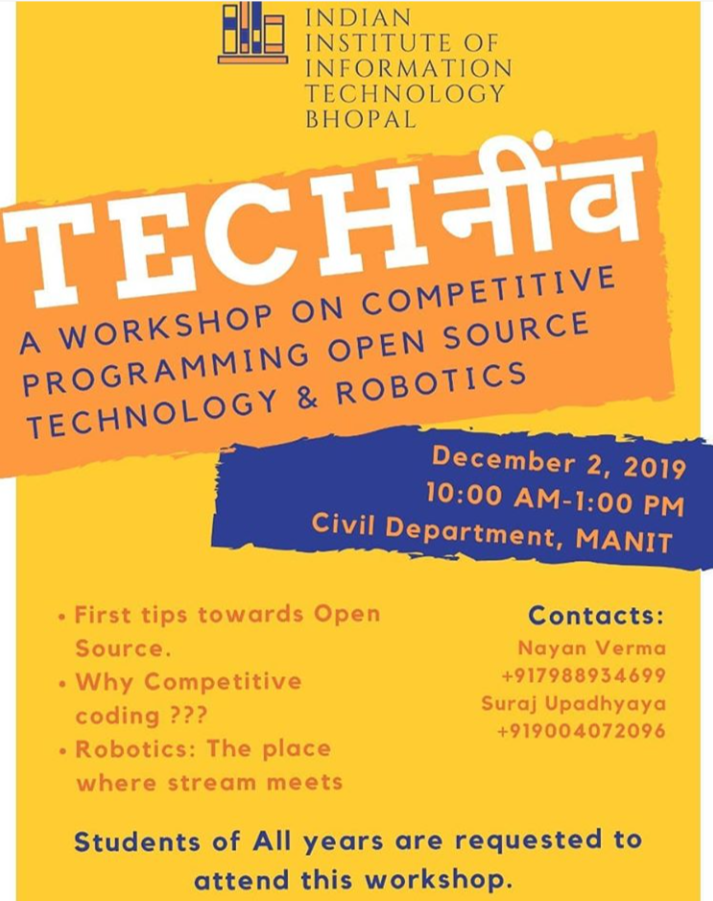 INDIAN
INSTITUTE OF
INFORMATION
TECHNOLOGY
BHOPAL
TECHनींव
A WORKSHOP ON COMPETITIVE
PROGRAMMING OPEN SOURCE
TECHNOLOGY & ROBOTICS
December 2, 2019
10:00 AM-1:00 PM
Civil Department, MANIT
• First tips towards Open
Source.
• Why Competitive
coding ???
• Robotics: The place
where stream meets
Contacts:
Nayan Verma
+917988934699
Suraj Upadhyaya
+919004072096
Students of All years are requested to
attend this workshop.